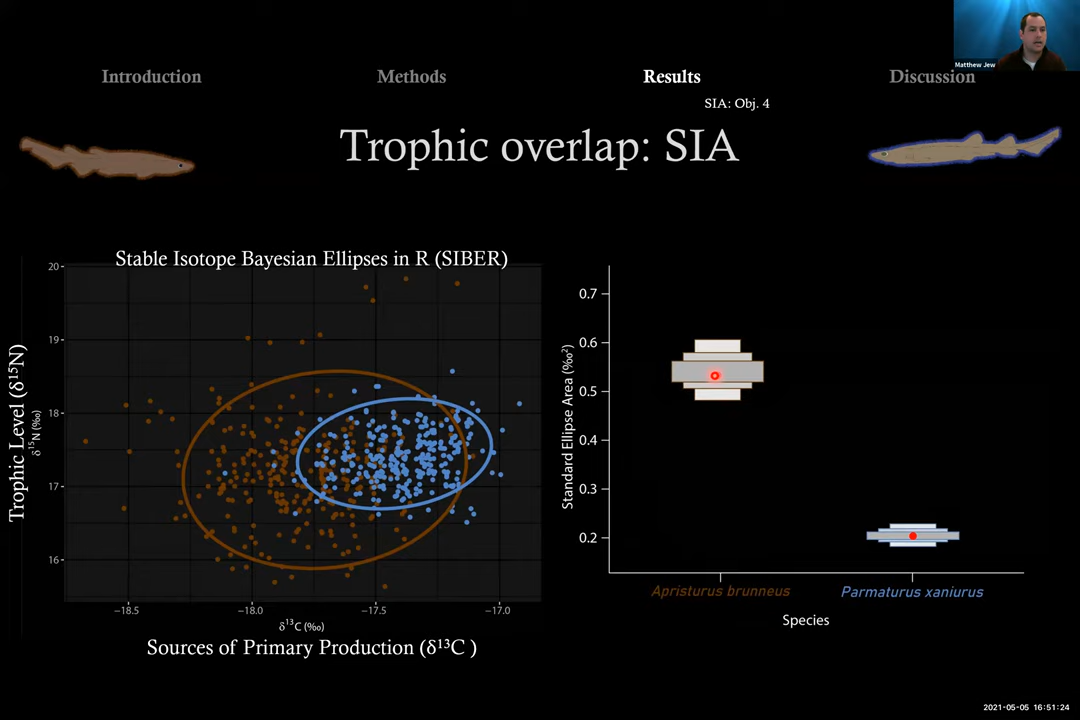 Matthew Jew
Introduction Methods Results Discussion
SIA: Obj. 4
Trophic overlap: SIA
Stable Isotope Bayesian Ellipses in R (SIBER)
20
19
18
17
16
Trophic Level (δ¹⁵N)
δ¹⁵N (‰)
−18.5 −18.0 −17.5 −17.0
δ¹³C (‰)
Sources of Primary Production (δ¹³C )
0.7
0.6
0.5
0.4
0.3
0.2
Standard Ellipse Area (‰²)
Apristurus brunneus Parmaturus xaniurus
Species
2021-05-05 16:51:24